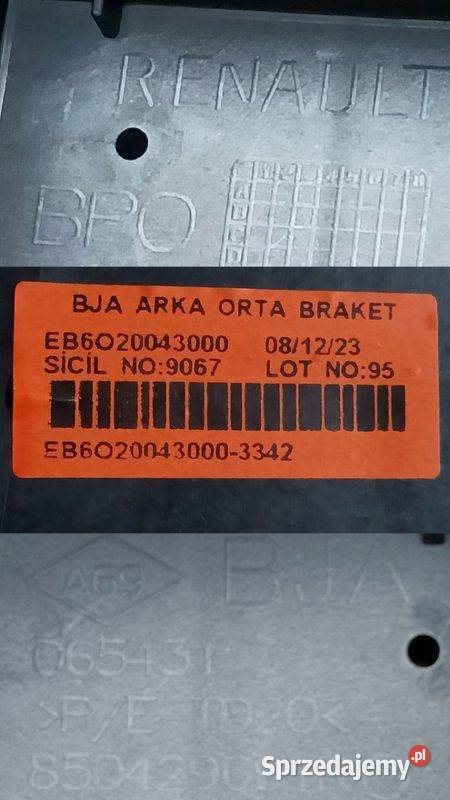 RENAULT
BPO
BJA ARKA ORTA BRAKET
EB6O20043000 08/12/23
SİCİL NO:9067 LOT NO:95
EB6O20043000-3342
A69
BJA
065431
Sprzedajemy.pl